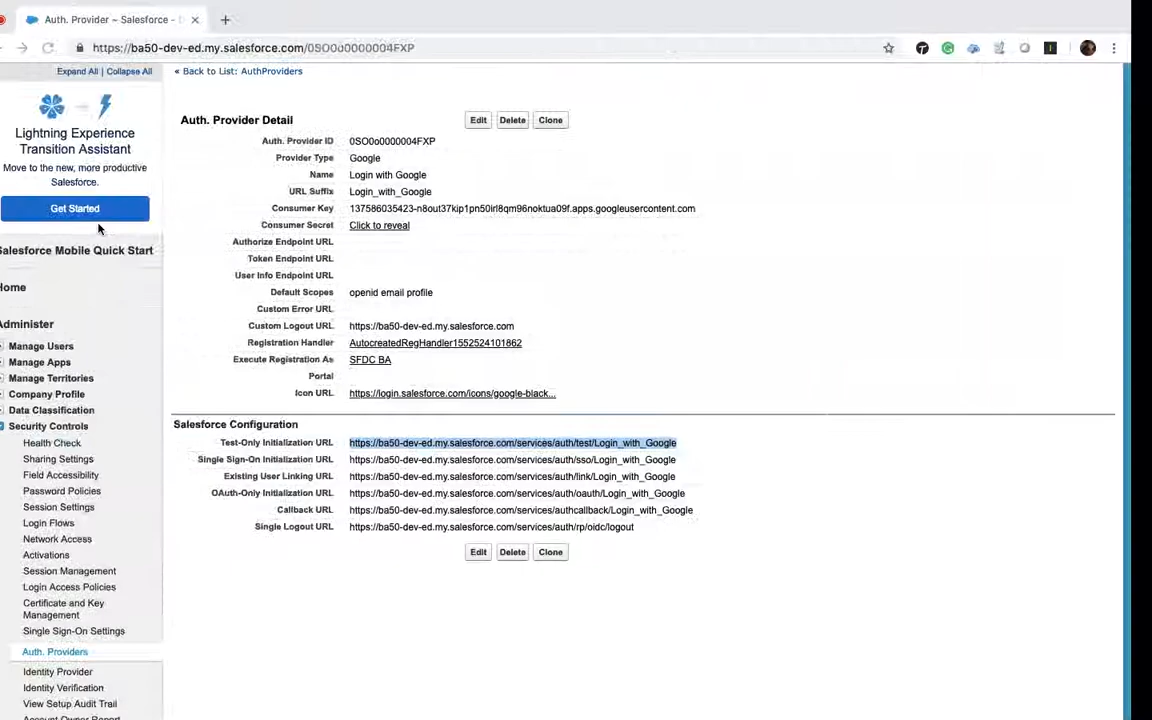 Auth. Provider ~ Salesforce -
https://ba50-dev-ed.my.salesforce.com/0SO0o0000004FXP
Expand All | Collapse All
Lightning Experience
Transition Assistant
Move to the new, more productive
Salesforce.
Get Started
Salesforce Mobile Quick Start
Home
Administer
Manage Users
Manage Apps
Manage Territories
Company Profile
Data Classification
Security Controls
Health Check
Sharing Settings
Field Accessibility
Password Policies
Session Settings
Login Flows
Network Access
Activations
Session Management
Login Access Policies
Certificate and Key
Management
Single Sign-On Settings
Auth. Providers
Identity Provider
Identity Verification
View Setup Audit Trail
Account Owner Report
« Back to List: AuthProviders
Auth. Provider Detail
Edit Delete Clone
Auth. Provider ID 0SO0o0000004FXP
Provider Type Google
Name Login with Google
URL Suffix Login_with_Google
Consumer Key 137586035423-n8out37kip1pn50irl8qm96noktua09f.apps.googleusercontent.com
Consumer Secret Click to reveal
Authorize Endpoint URL
Token Endpoint URL
User Info Endpoint URL
Default Scopes openid email profile
Custom Error URL
Custom Logout URL https://ba50-dev-ed.my.salesforce.com
Registration Handler AutocreatedRegHandler1552524101862
Execute Registration As SFDC BA
Portal
Icon URL https://login.salesforce.com/icons/google-black...
Salesforce Configuration
Test-Only Initialization URL https://ba50-dev-ed.my.salesforce.com/services/auth/test/Login_with_Google
Single Sign-On Initialization URL https://ba50-dev-ed.my.salesforce.com/services/auth/sso/Login_with_Google
Existing User Linking URL https://ba50-dev-ed.my.salesforce.com/services/auth/link/Login_with_Google
OAuth-Only Initialization URL https://ba50-dev-ed.my.salesforce.com/services/auth/oauth/Login_with_Google
Callback URL https://ba50-dev-ed.my.salesforce.com/services/authcallback/Login_with_Google
Single Logout URL https://ba50-dev-ed.my.salesforce.com/services/auth/rp/oidc/logout
Edit Delete Clone